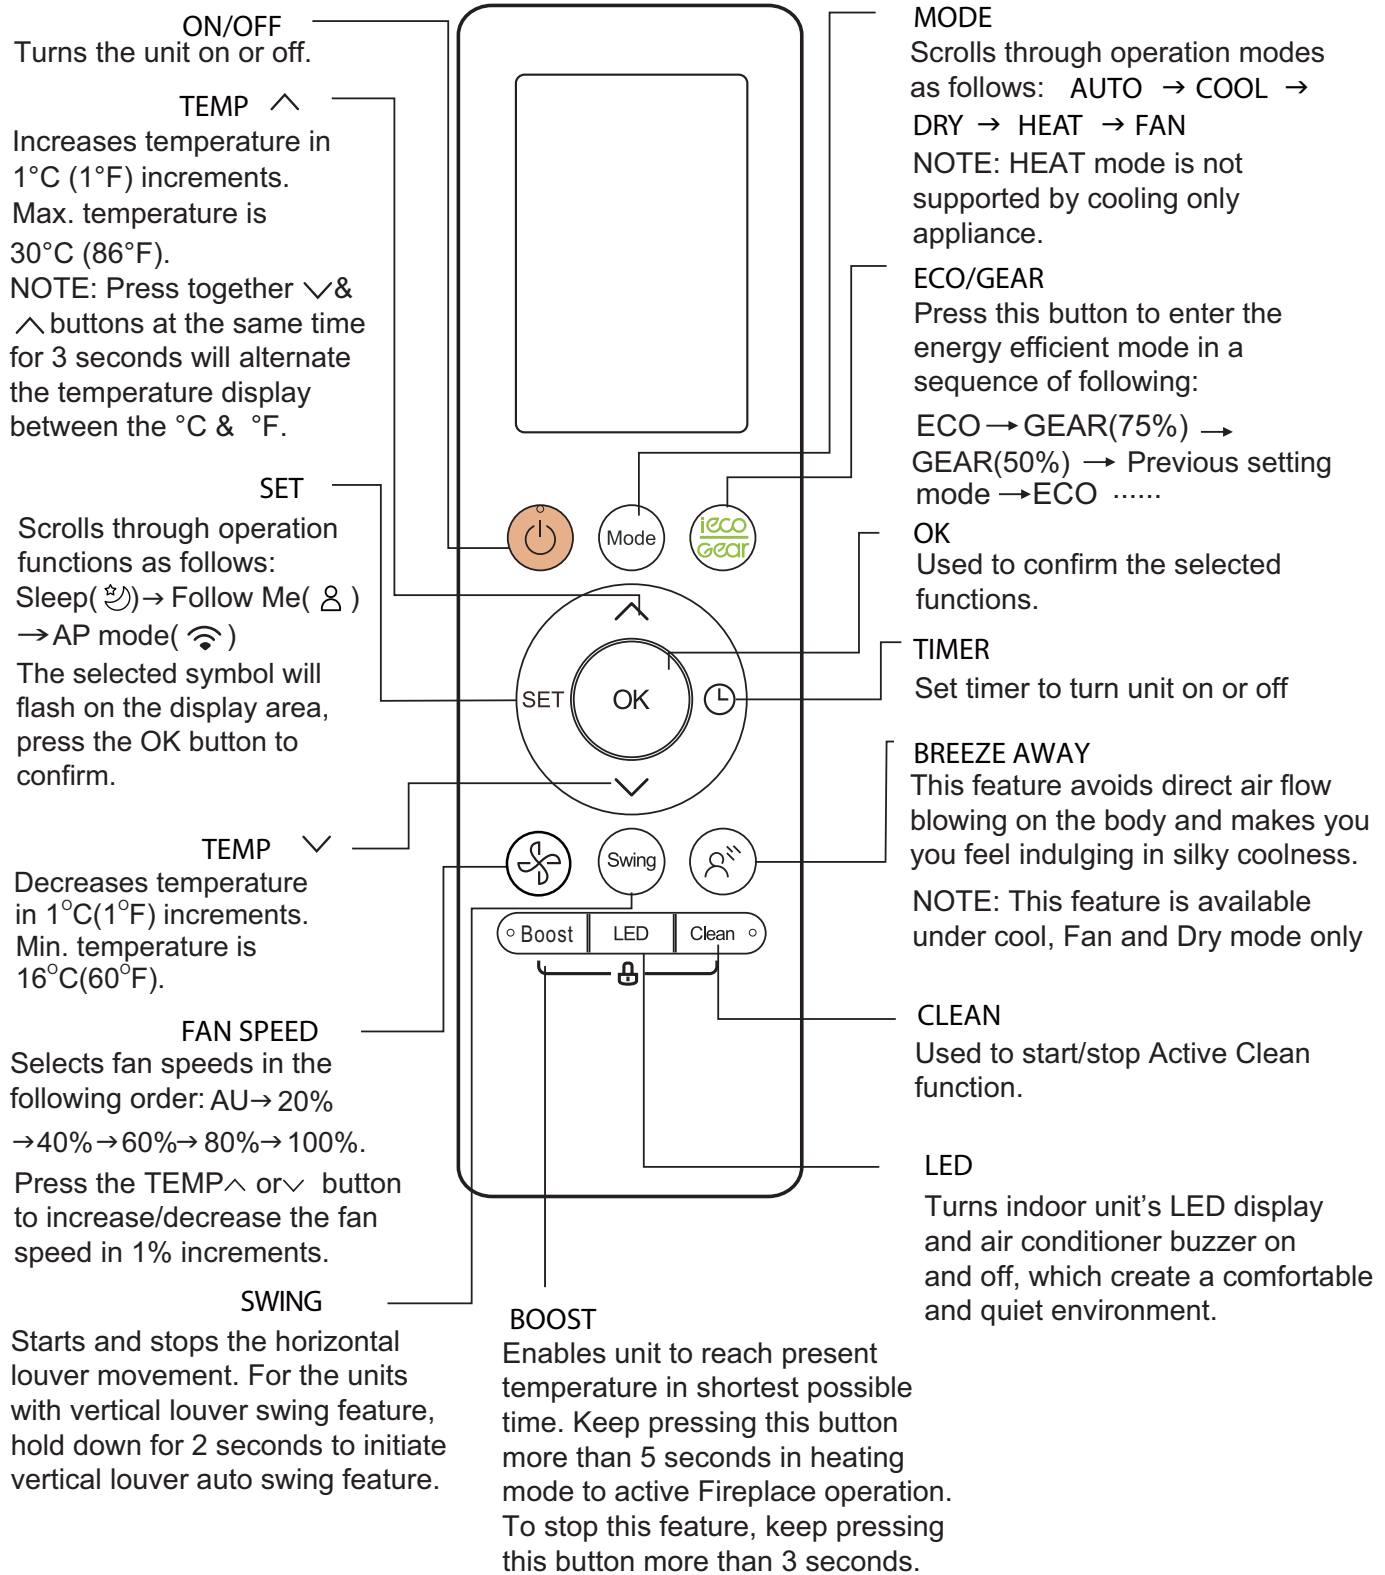 ON/OFF
Turns the unit on or off.
TEMP ∧
Increases temperature in
1°C (1°F) increments.
Max. temperature is
30°C (86°F).
NOTE: Press together ∨&
∧ buttons at the same time
for 3 seconds will alternate
the temperature display
between the °C & °F.
SET
Scrolls through operation
functions as follows:
Sleep( ) → Follow Me( )
→ AP mode( )
The selected symbol will
flash on the display area,
press the OK button to
confirm.
TEMP ∨
Decreases temperature
in 1°C(1°F) increments.
Min. temperature is
16°C(60°F).
FAN SPEED
Selects fan speeds in the
following order: AU→ 20%
→40%→60%→ 80%→ 100%.
Press the TEMP∧ or∨ button
to increase/decrease the fan
speed in 1% increments.
SWING
Starts and stops the horizontal
louver movement. For the units
with vertical louver swing feature,
hold down for 2 seconds to initiate
vertical louver auto swing feature.
Mode
ieco
Gear
SET
OK
Swing
Boost
LED
Clean
BOOST
Enables unit to reach present
temperature in shortest possible
time. Keep pressing this button
more than 5 seconds in heating
mode to active Fireplace operation.
To stop this feature, keep pressing
this button more than 3 seconds.
MODE
Scrolls through operation modes
as follows: AUTO → COOL →
DRY → HEAT → FAN
NOTE: HEAT mode is not
supported by cooling only
appliance.
ECO/GEAR
Press this button to enter the
energy efficient mode in a
sequence of following:
ECO → GEAR(75%) →
GEAR(50%) → Previous setting
mode →ECO ······
OK
Used to confirm the selected
functions.
TIMER
Set timer to turn unit on or off
BREEZE AWAY
This feature avoids direct air flow
blowing on the body and makes you
you feel indulging in silky coolness.
NOTE: This feature is available
under cool, Fan and Dry mode only
CLEAN
Used to start/stop Active Clean
function.
LED
Turns indoor unit's LED display
and air conditioner buzzer on
and off, which create a comfortable
and quiet environment.